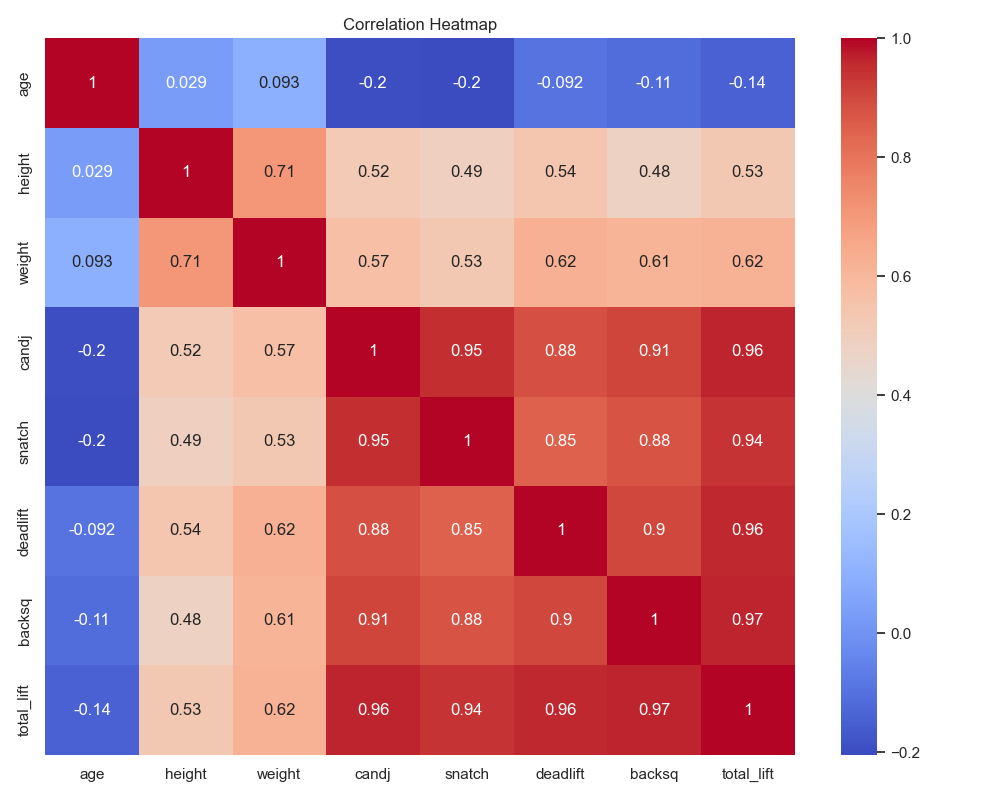 Correlation Heatmap
age 1 0.029 0.093 -0.2 -0.2 -0.092 -0.11 -0.14
height 0.029 1 0.71 0.52 0.49 0.54 0.48 0.53
weight 0.093 0.71 1 0.57 0.53 0.62 0.61 0.62
candj -0.2 0.52 0.57 1 0.95 0.88 0.91 0.96
snatch -0.2 0.49 0.53 0.95 1 0.85 0.88 0.94
deadlift -0.092 0.54 0.62 0.88 0.85 1 0.9 0.96
backsq -0.11 0.48 0.61 0.91 0.88 0.9 1 0.97
total_lift -0.14 0.53 0.62 0.96 0.94 0.96 0.97 1
age height weight candj snatch deadlift backsq total_lift
1.0
0.8
0.6
0.4
0.2
0.0
−0.2